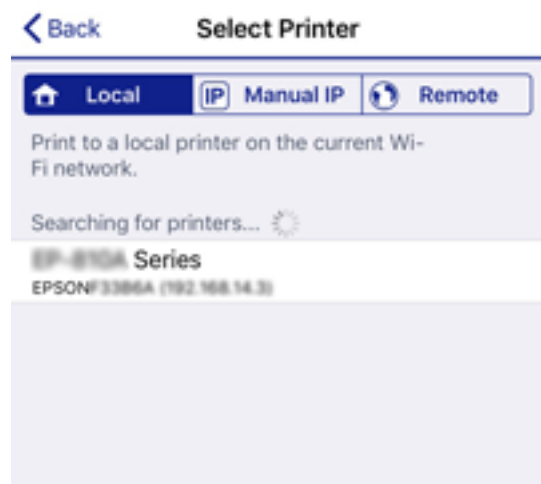 Back
Select Printer
Local
IP Manual IP
Remote
Print to a local printer on the current Wi-
Fi network.
Searching for printers...
Series
EPSON